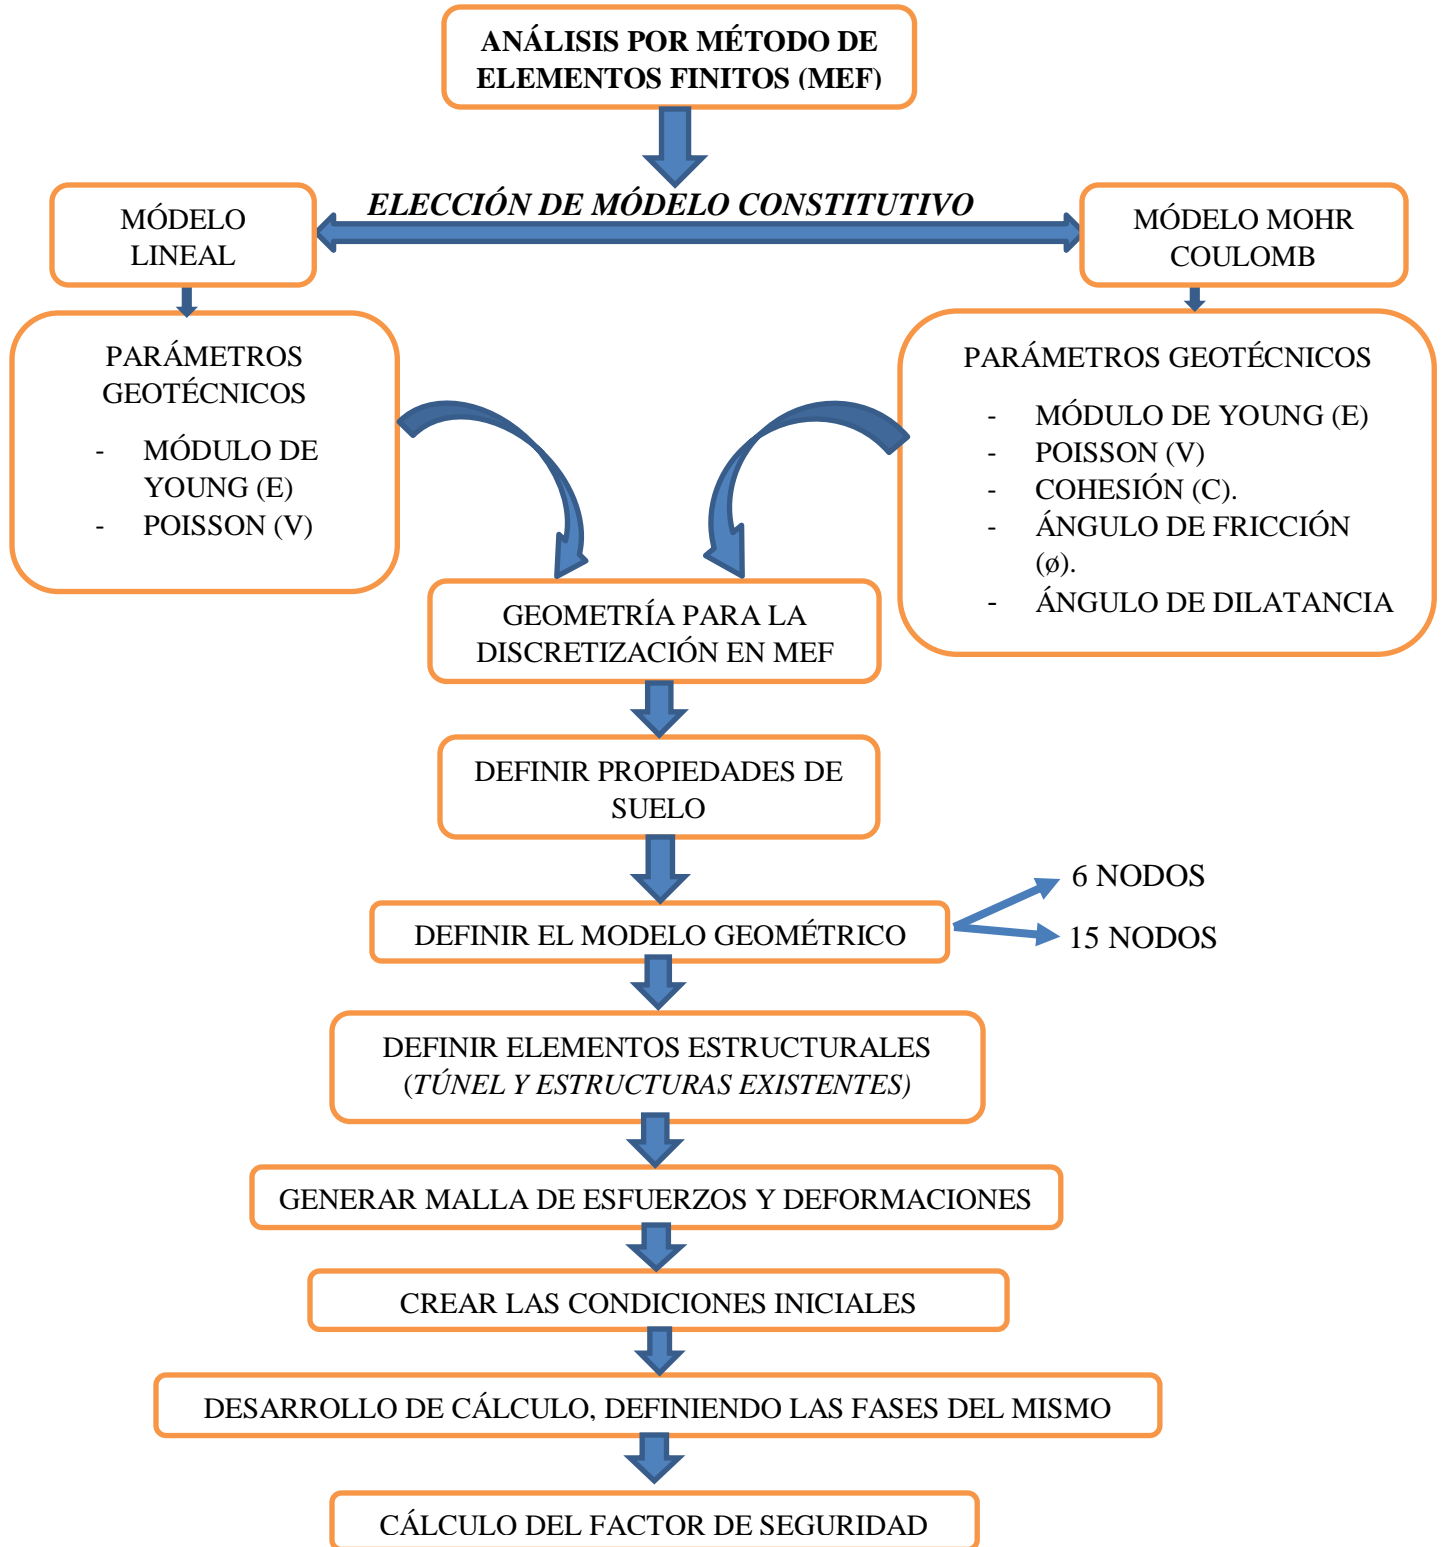 ANÁLISIS POR MÉTODO DE
ELEMENTOS FINITOS (MEF)
ELECCIÓN DE MÓDELO CONSTITUTIVO
MÓDELO
LINEAL
MÓDELO MOHR
COULOMB
PARÁMETROS
GEOTÉCNICOS
- MÓDULO DE
YOUNG (E)
- POISSON (V)
PARÁMETROS GEOTÉCNICOS
- MÓDULO DE YOUNG (E)
- POISSON (V)
- COHESIÓN (C).
- ÁNGULO DE FRICCIÓN
(ø).
- ÁNGULO DE DILATANCIA
GEOMETRÍA PARA LA
DISCRETIZACIÓN EN MEF
DEFINIR PROPIEDADES DE
SUELO
DEFINIR EL MODELO GEOMÉTRICO
6 NODOS
15 NODOS
DEFINIR ELEMENTOS ESTRUCTURALES
(TÚNEL Y ESTRUCTURAS EXISTENTES)
GENERAR MALLA DE ESFUERZOS Y DEFORMACIONES
CREAR LAS CONDICIONES INICIALES
DESARROLLO DE CÁLCULO, DEFINIENDO LAS FASES DEL MISMO
CÁLCULO DEL FACTOR DE SEGURIDAD